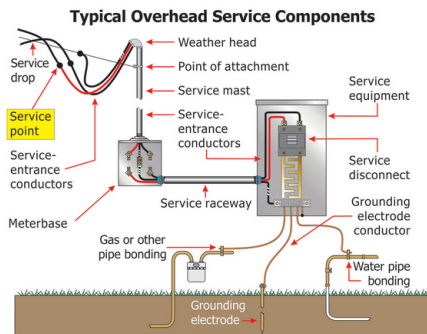 Typical Overhead Service Components
Service
drop
Service
point
Service-
entrance
conductors
Meterbase
Weather head
Point of attachment
Service mast
Service-
entrance
conductors
Service raceway
Service
equipment
Service
disconnect
Grounding
electrode
conductor
Gas or other
pipe bonding
Water pipe
bonding
Grounding
electrode